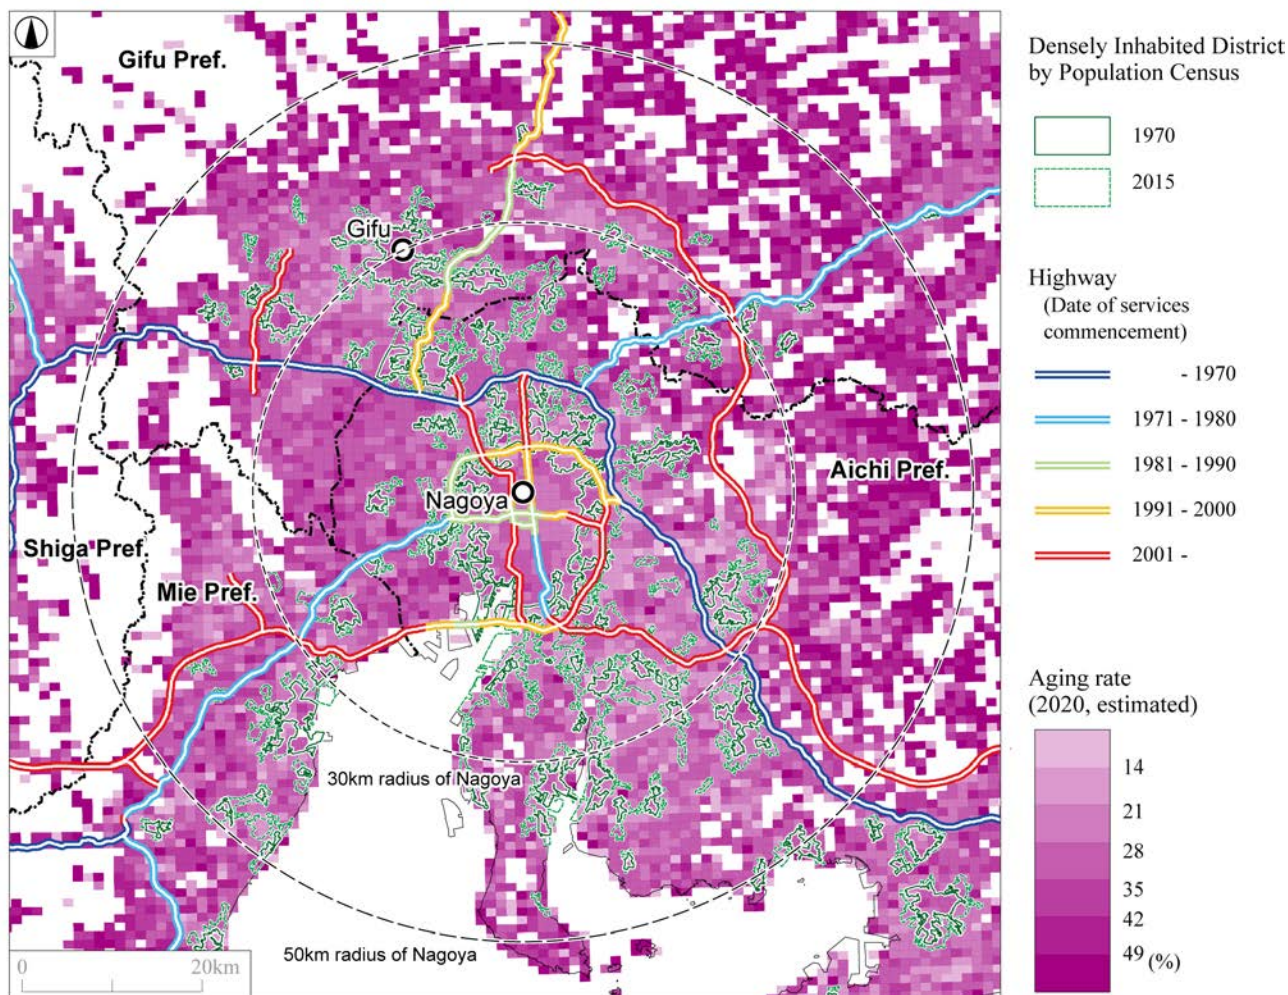 Gifu Pref.
Gifu
Nagoya
Aichi Pref.
Shiga Pref.
Mie Pref.
30km radius of Nagoya
50km radius of Nagoya
0 20km
Densely Inhabited District
by Population Census
1970
2015
Highway
(Date of services
commencement)
- 1970
1971 - 1980
1981 - 1990
1991 - 2000
2001 -
Aging rate
(2020, estimated)
14
21
28
35
42
49 (%)